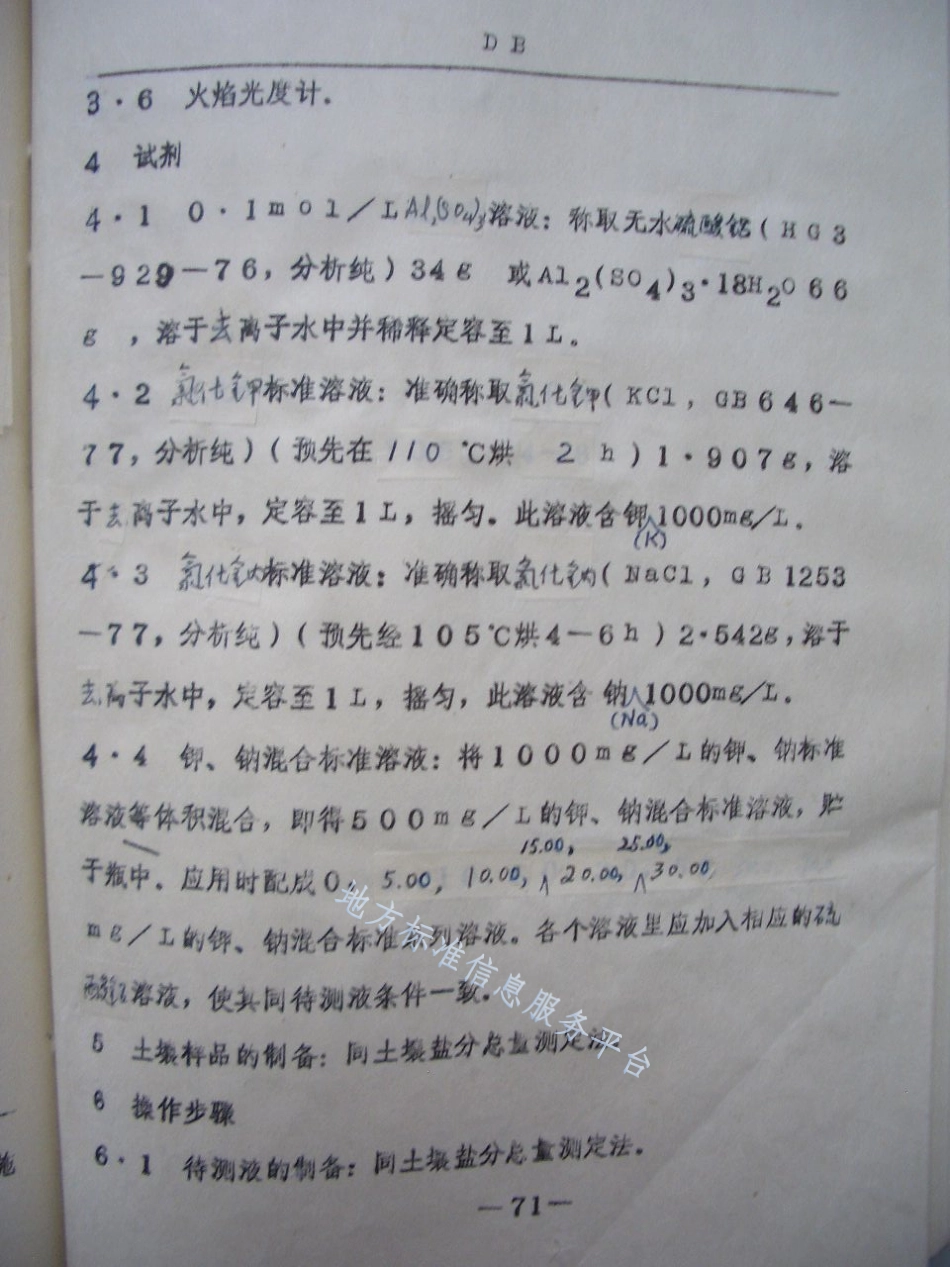 DB
3·6 火焰光度计.
4 试剂
4·1 0·1mol/LAl₂(SO₄)₃溶液：称取无水硫酸铝(HG3
—929—76，分析纯)34g 或Al₂(SO₄)₃·18H₂O 66
g ，溶于去离子水中并稀释定容至1L。
4·2 氯化钾标准溶液：准确称取氯化钾(KCl，GB646—
77，分析纯)(预先在110℃烘 2h)1·907g，溶
于去离子水中，定容至1L，摇匀。此溶液含钾(K)1000mg/L.
4·3 氯化钠标准溶液：准确称取氯化钠(NaCl，GB1253
—77，分析纯)(预先经105℃烘4—6h)2·542g，溶于
去离子水中，定容至1L，摇匀，此溶液含 钠(Na)1000mg/L.
4·4 钾、钠混合标准溶液：将1000mg/L的钾、钠标准
溶液等体积混合，即得500mg/L的钾、钠混合标准溶液，贮
于瓶中。应用时配成0，5.00，10.00，15.00，20.00，25.00，30.00，
mg/L的钾、钠混合标准系列溶液。各个溶液里应加入相应的硫
酸铝溶液，使其同待测液条件一致。
5 土壤样品的制备：同土壤盐分总量测定法
6 操作步骤
6·1 待测液的制备：同土壤盐分总量测定法.
—71—
地方标准信息服务平台